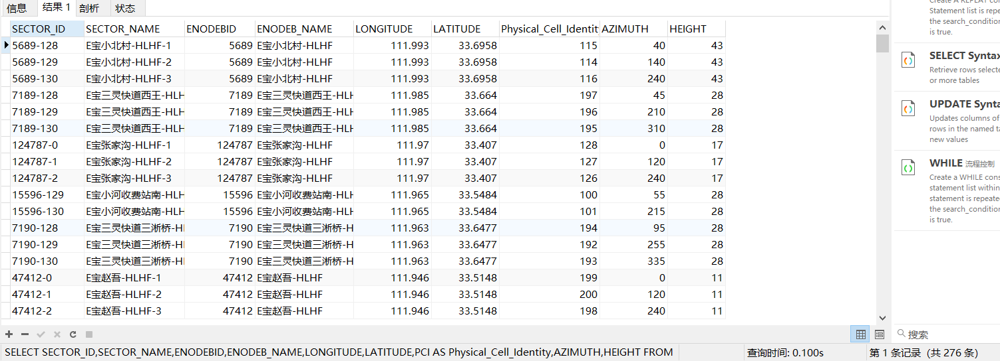 信息 结果 1 剖析 状态
SECTOR_ID SECTOR_NAME ENODEBID ENODEB_NAME LONGITUDE LATITUDE Physical_Cell_Identit AZIMUTH HEIGHT
5689-128 E宝小北村-HLHF-1 5689 E宝小北村-HLHF 111.993 33.6958 115 40 43
5689-129 E宝小北村-HLHF-2 5689 E宝小北村-HLHF 111.993 33.6958 114 140 43
5689-130 E宝小北村-HLHF-3 5689 E宝小北村-HLHF 111.993 33.6958 116 240 43
7189-128 E宝三灵快道西王-HLH 7189 E宝三灵快道西王-HLH 111.985 33.664 197 45 28
7189-129 E宝三灵快道西王-HLH 7189 E宝三灵快道西王-HLH 111.985 33.664 196 210 28
7189-130 E宝三灵快道西王-HLH 7189 E宝三灵快道西王-HLH 111.985 33.664 195 310 28
124787-0 E宝张家沟-HLHF-1 124787 E宝张家沟-HLHF 111.97 33.407 128 0 17
124787-1 E宝张家沟-HLHF-2 124787 E宝张家沟-HLHF 111.97 33.407 127 120 17
124787-2 E宝张家沟-HLHF-3 124787 E宝张家沟-HLHF 111.97 33.407 126 240 17
15596-129 E宝小河收费站南-HLH 15596 E宝小河收费站南-HLH 111.965 33.5484 100 55 28
15596-130 E宝小河收费站南-HLH 15596 E宝小河收费站南-HLH 111.965 33.5484 101 215 28
7190-128 E宝三灵快道三淅桥-H 7190 E宝三灵快道三淅桥-H 111.963 33.6477 194 95 28
7190-129 E宝三灵快道三淅桥-H 7190 E宝三灵快道三淅桥-H 111.963 33.6477 192 255 28
7190-130 E宝三灵快道三淅桥-H 7190 E宝三灵快道三淅桥-H 111.963 33.6477 193 335 28
47412-0 E宝赵吾-HLHF-1 47412 E宝赵吾-HLHF 111.946 33.5148 199 0 11
47412-1 E宝赵吾-HLHF-2 47412 E宝赵吾-HLHF 111.946 33.5148 200 120 11
47412-2 E宝赵吾-HLHF-3 47412 E宝赵吾-HLHF 111.946 33.5148 198 240 11
SELECT SECTOR_ID,SECTOR_NAME,ENODEBID,ENODEB_NAME,LONGITUDE,LATITUDE,PCI AS Physical_Cell_Identity,AZIMUTH,HEIGHT FROM
查询时间: 0.100s
第 1 条记录 (共 276 条)
Create A REPEAT cons
Statement list is repe
the search_condition
is true.
SELECT Syntax
Retrieve rows selecte
or more tables
UPDATE Synta
Updates columns of
rows in the named ta
new values
WHILE 流程控制
Create a WHILE cons
statement list within
statement is repeate
the search_condition
is true.
搜索